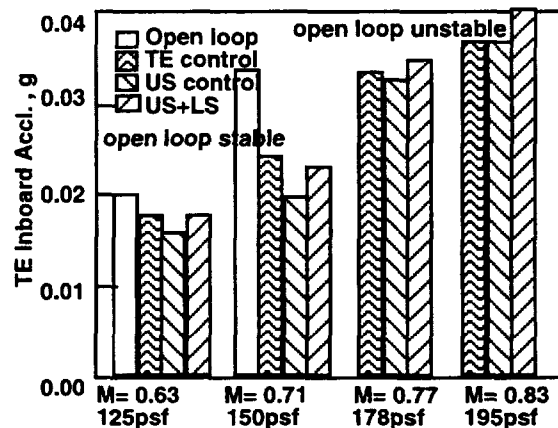 0.04
0.03
0.02
0.01
0.00
TE Inboard Accl. , g
Open loop
TE control
US control
US+LS
open loop stable
open loop unstable
M= 0.63
125psf
M= 0.71
150psf
M= 0.77
178psf
M= 0.83
195psf